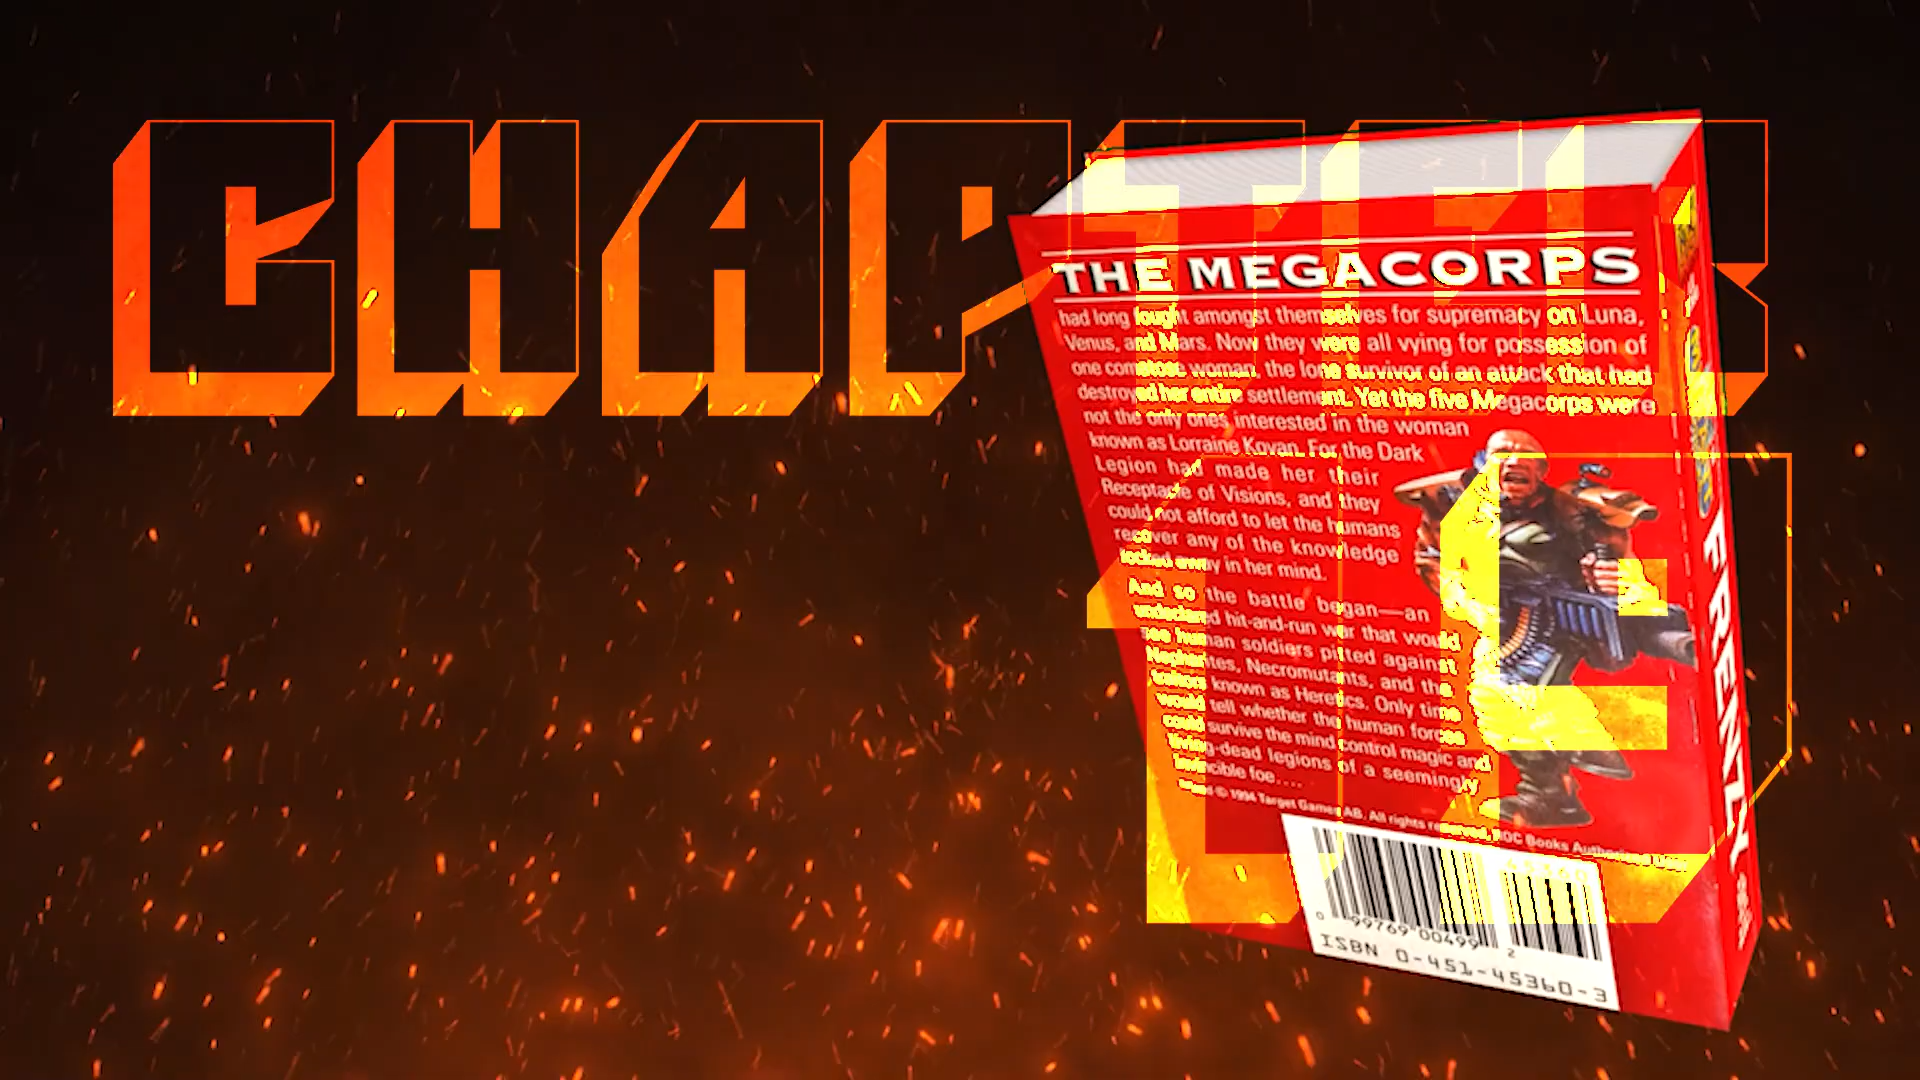 CHAPTER
THE MEGACORPS
had long fought amongst themselves for supremacy on Luna,
Venus, and Mars. Now they were all vying for possession of
one comatose woman, the lone survivor of an attack that had
destroyed her entire settlement. Yet the five Megacorps were
not the only ones interested in the woman
known as Lorraine Kovan. For the Dark
Legion had made her their
Receptacle of Visions, and they
could not afford to let the humans
recover any of the knowledge
locked away in her mind.
And so the battle began—an
undeclared hit-and-run war that would
see human soldiers pitted against
Nepharites, Necromutants, and the
traitors known as Heretics. Only time
would tell whether the human forces
could survive the mind control magic and
living-dead legions of a seemingly
invincible foe....
© 1994 Target Games AB. All rights reserved. ROC Books Authorised User
45360
0 99769 00499 2
ISBN 0-451-45360-3
FRENZY